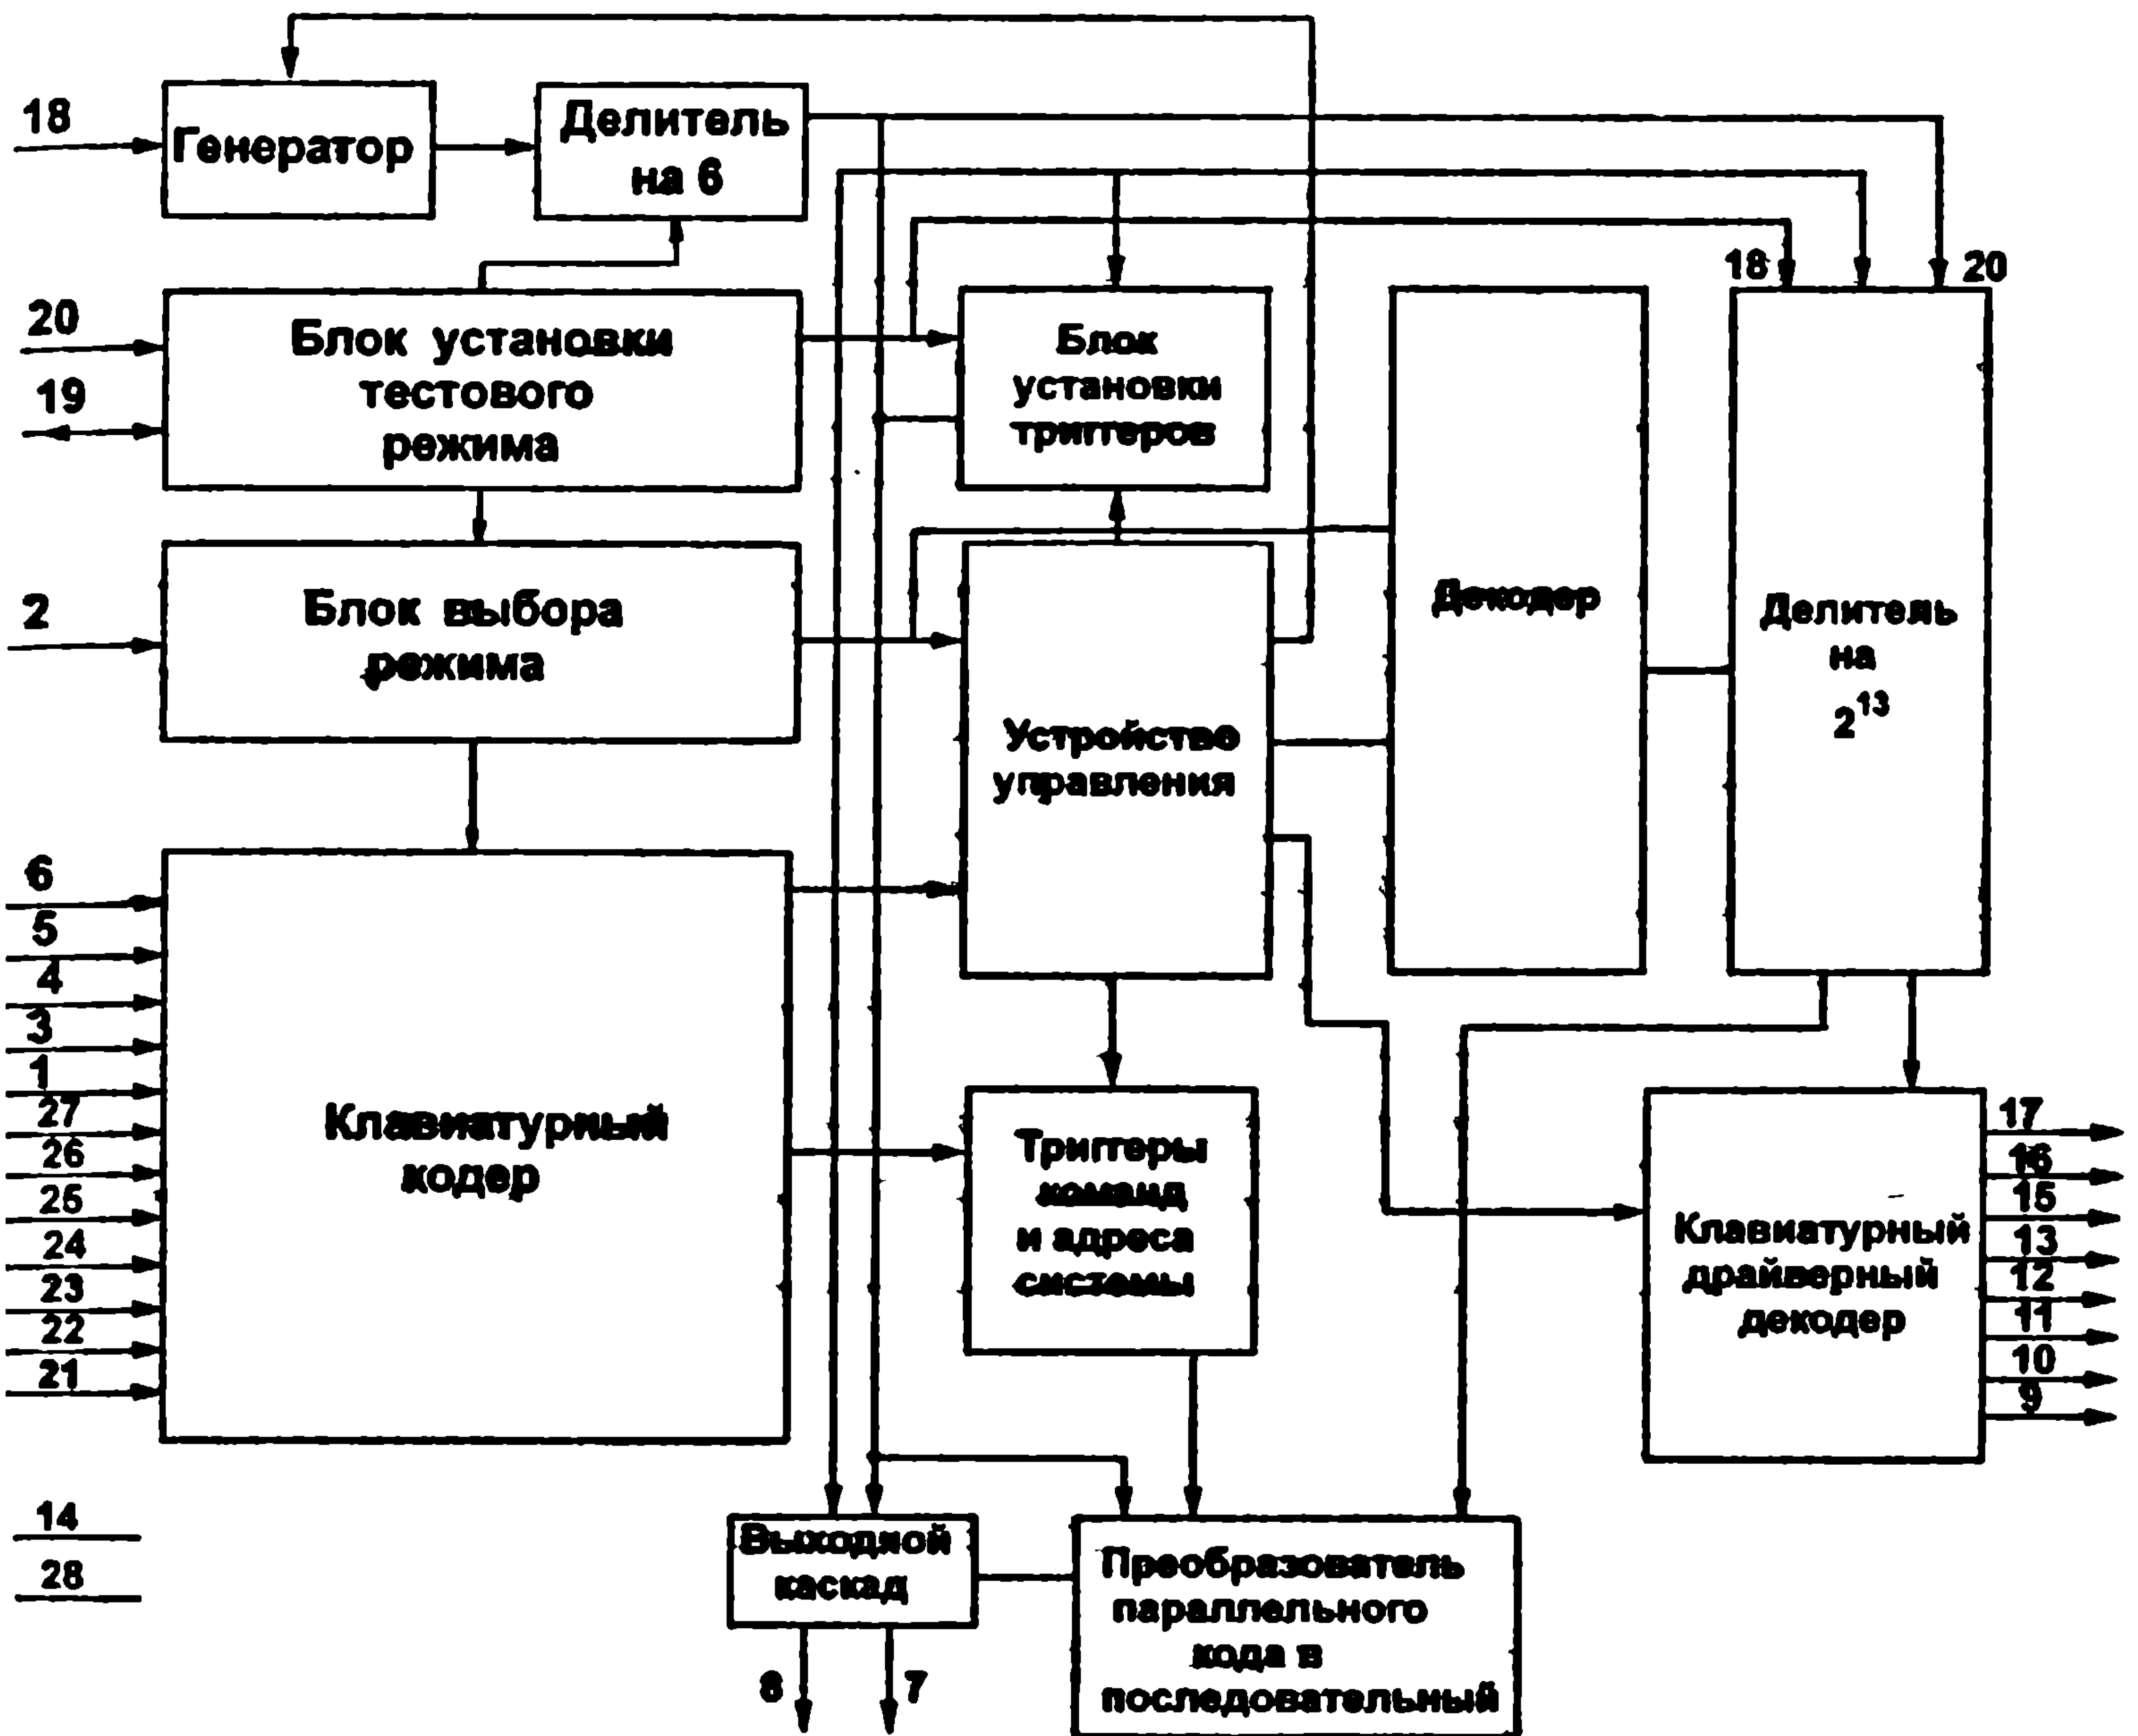 18
Генератор
Делитель
на 6
18
20
20
19
Блок установки
тестового
режима
Блок
установки
триггеров
2
Блок выбора
режима
Устройство
управления
Декодер
Делитель
на
2¹³
6
5
4
3
1
27
26
25
24
23
22
21
Клавиатурный
кодер
Триггеры
команд
и адреса
системы
Клавиатурный
драйверный
декодер
17
16
15
13
12
11
10
9
14
28
Выходной
каскад
8
7
Преобразователь
параллельного
кода в
последовательный